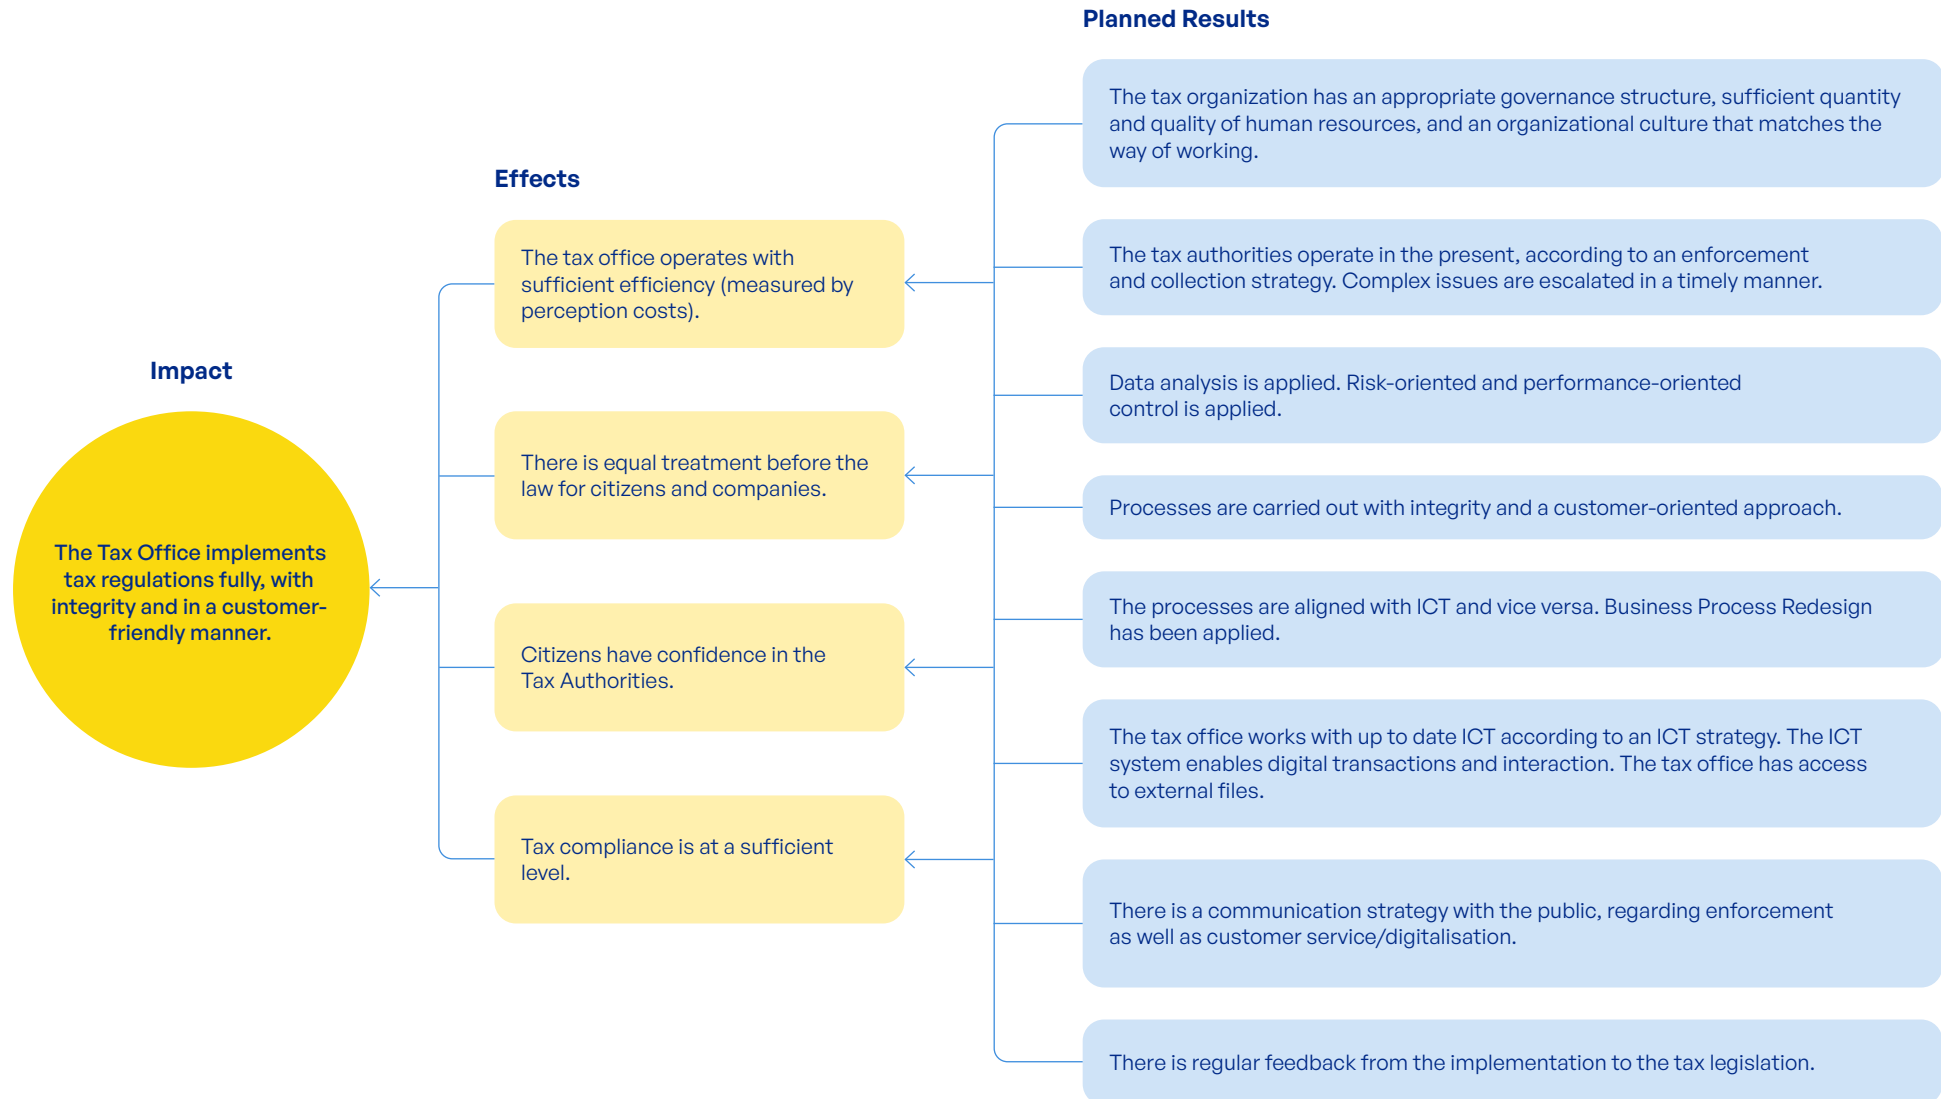 Planned Results
The tax organization has an appropriate governance structure, sufficient quantity
and quality of human resources, and an organizational culture that matches the
way of working.
The tax authorities operate in the present, according to an enforcement
and collection strategy. Complex issues are escalated in a timely manner.
Data analysis is applied. Risk-oriented and performance-oriented
control is applied.
Processes are carried out with integrity and a customer-oriented approach.
The processes are aligned with ICT and vice versa. Business Process Redesign
has been applied.
The tax office works with up to date ICT according to an ICT strategy. The ICT
system enables digital transactions and interaction. The tax office has access
to external files.
There is a communication strategy with the public, regarding enforcement
as well as customer service/digitalisation.
There is regular feedback from the implementation to the tax legislation.
Effects
The tax office operates with
sufficient efficiency (measured by
perception costs).
There is equal treatment before the
law for citizens and companies.
Citizens have confidence in the
Tax Authorities.
Tax compliance is at a sufficient
level.
Impact
The Tax Office implements
tax regulations fully, with
integrity and in a customer-
friendly manner.